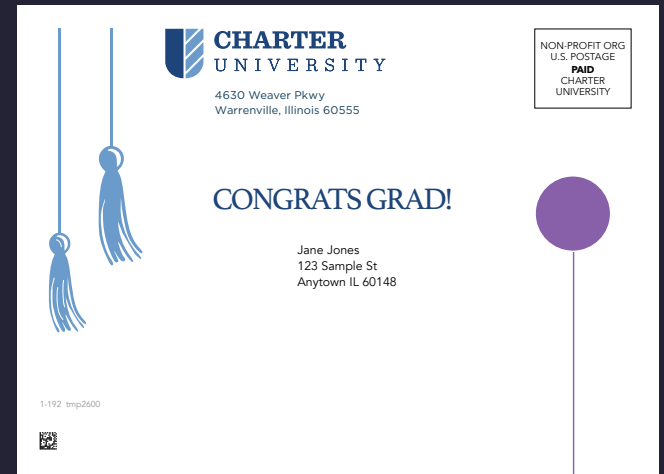 CHARTER
UNIVERSITY
4630 Weaver Pkwy
Warrenville, Illinois 60555
NON-PROFIT ORG
U.S. POSTAGE
PAID
CHARTER
UNIVERSITY
CONGRATS GRAD!
Jane Jones
123 Sample St
Anytown IL 60148
1-192 tmp2600